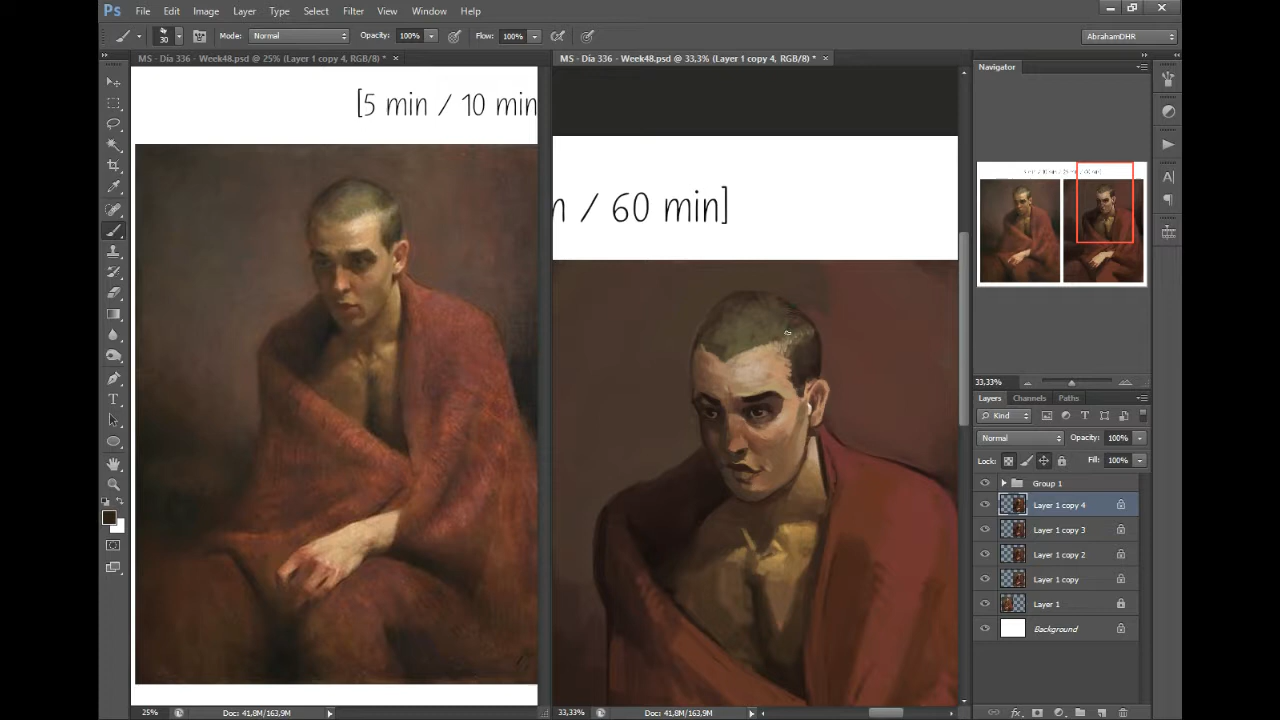 Ps File Edit Image Layer Type Select Filter View Window Help
30 Mode: Normal Opacity: 100% Flow: 100% AbrahamDHR
MS - Dia 336 - Week48.psd @ 25% (Layer 1 copy 4, RGB/8) * ×
MS - Dia 336 - Week48.psd @ 33,3% (Layer 1 copy 4, RGB/8) * ×
Navigator
[5 min / 10 min
n / 60 min]
33,33%
Layers Channels Paths
Kind
Normal Opacity: 100%
Lock: Fill: 100%
Group 1
Layer 1 copy 4
Layer 1 copy 3
Layer 1 copy 2
Layer 1 copy
Layer 1
Background
25% Doc: 41,8M/163,9M
33,33% Doc: 41,8M/163,9M